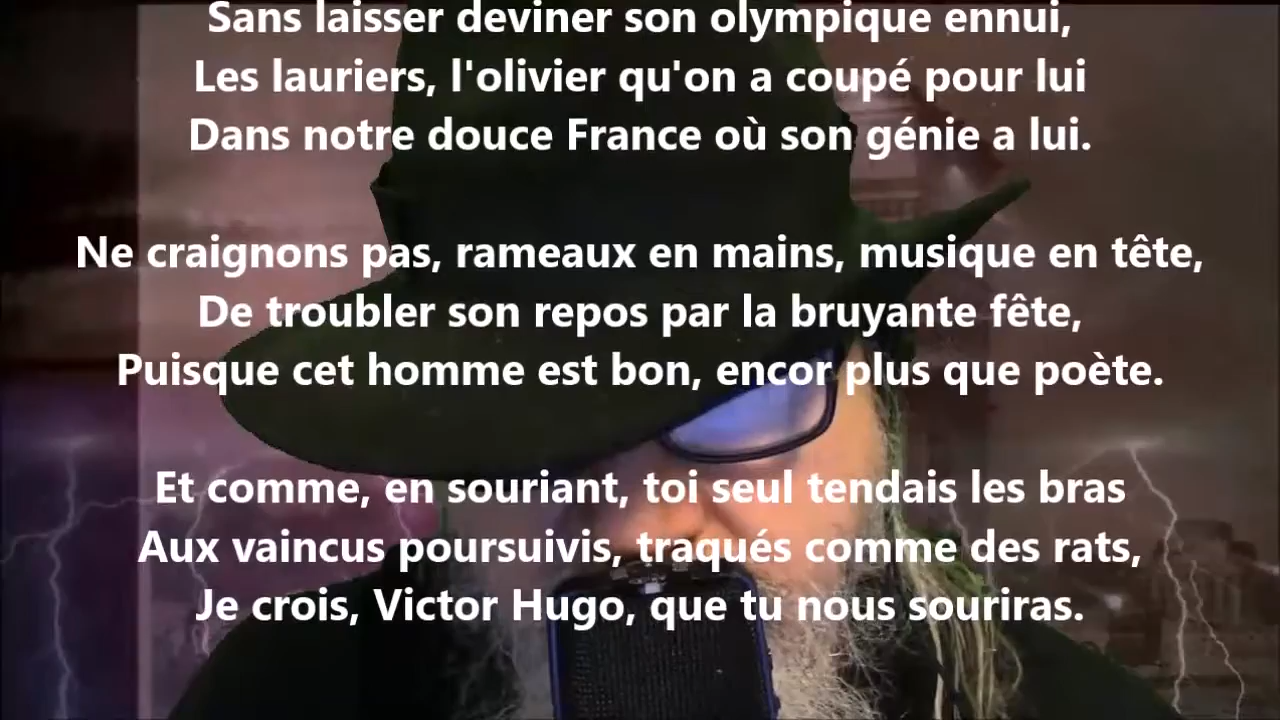 Sans laisser deviner son olympique ennui,
Les lauriers, l'olivier qu'on a coupé pour lui
Dans notre douce France où son génie a lui.
Ne craignons pas, rameaux en mains, musique en tête,
De troubler son repos par la bruyante fête,
Puisque cet homme est bon, encor plus que poète.
Et comme, en souriant, toi seul tendais les bras
Aux vaincus poursuivis, traqués comme des rats,
Je crois, Victor Hugo, que tu nous souriras.